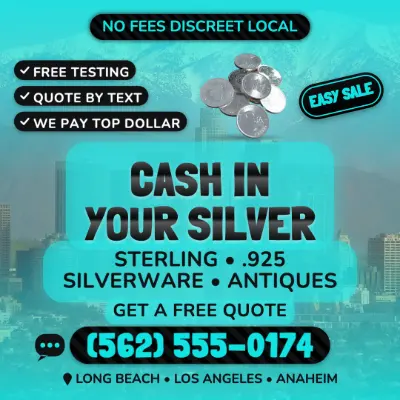 NO FEES DISCREET LOCAL
FREE TESTING
QUOTE BY TEXT
WE PAY TOP DOLLAR
EASY SALE
CASH IN
YOUR SILVER
STERLING • .925
SILVERWARE • ANTIQUES
GET A FREE QUOTE
(562) 555-0174
LONG BEACH • LOS ANGELES • ANAHEIM